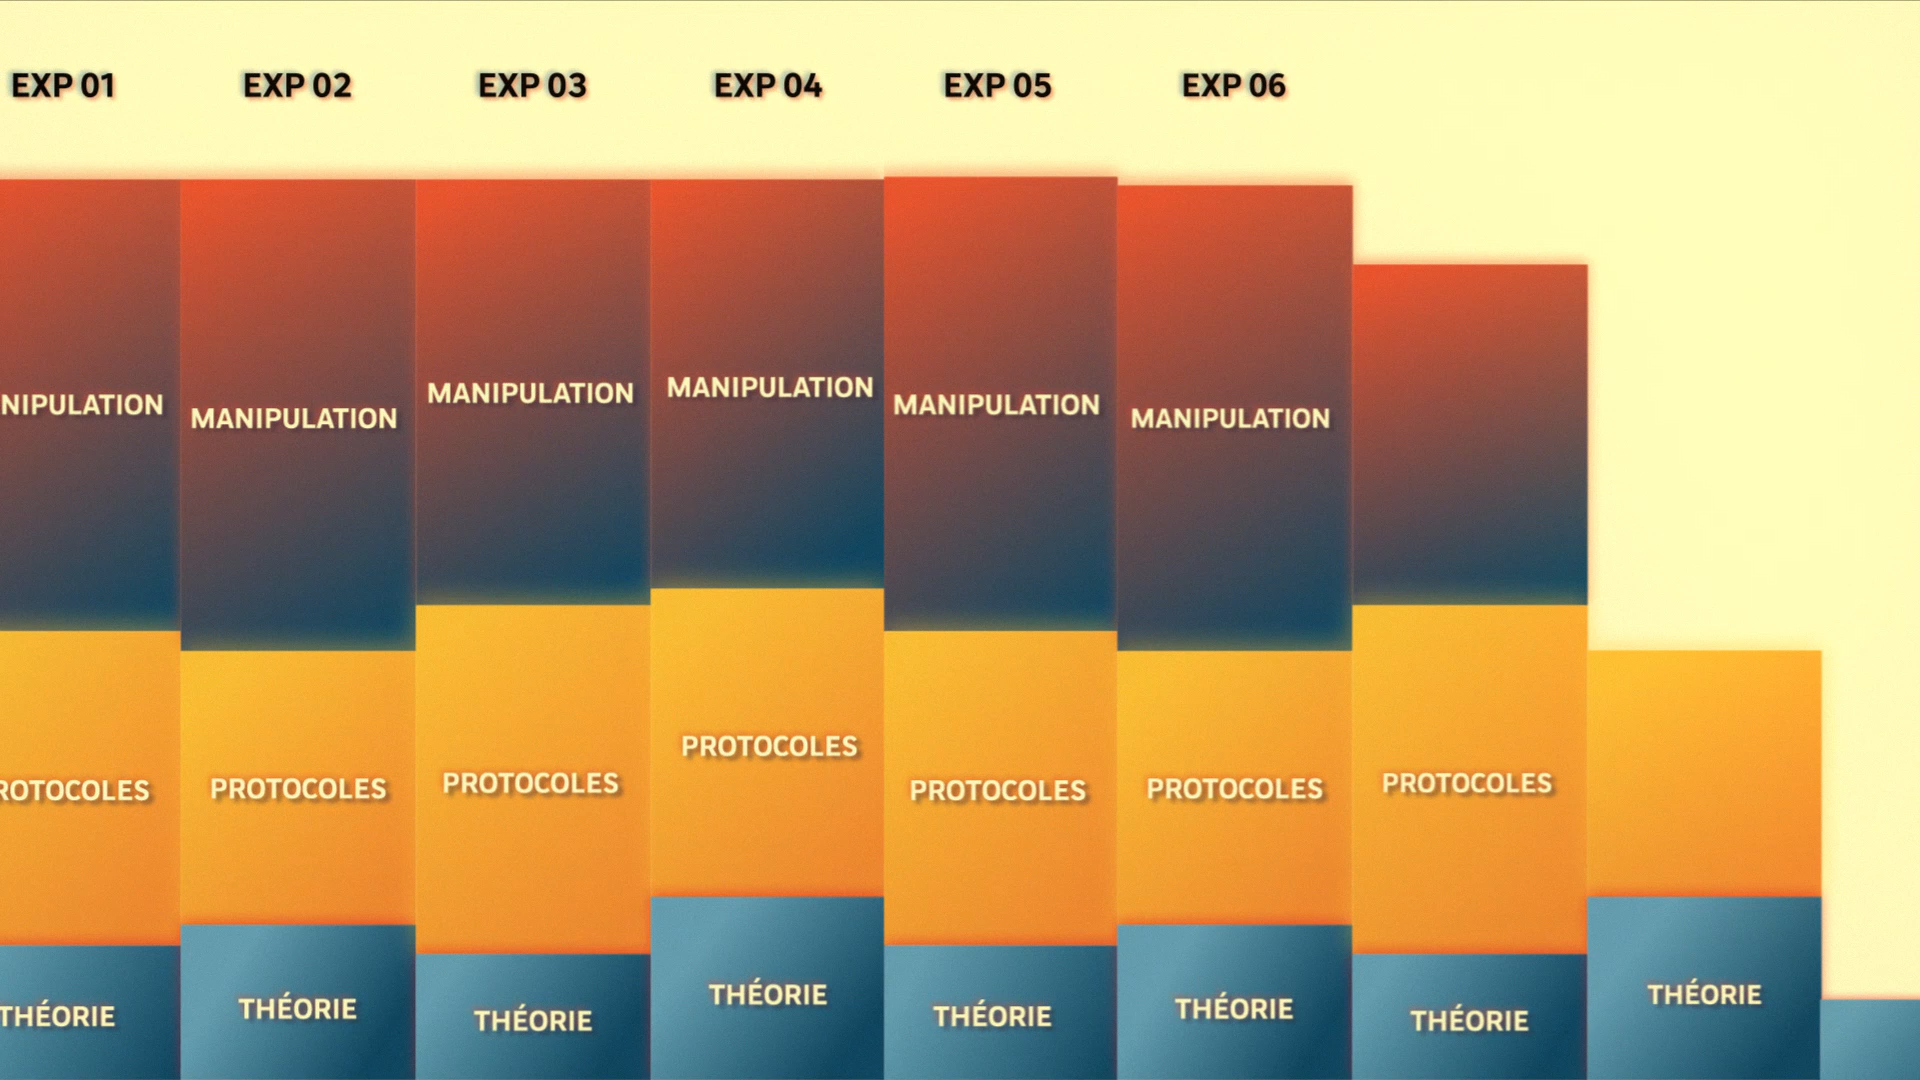 EXP 01 EXP 02 EXP 03 EXP 04 EXP 05 EXP 06
NIPULATION MANIPULATION MANIPULATION MANIPULATION MANIPULATION MANIPULATION
ROTOCOLES PROTOCOLES PROTOCOLES PROTOCOLES PROTOCOLES PROTOCOLES PROTOCOLES
THÉORIE THÉORIE THÉORIE THÉORIE THÉORIE THÉORIE THÉORIE THÉORIE